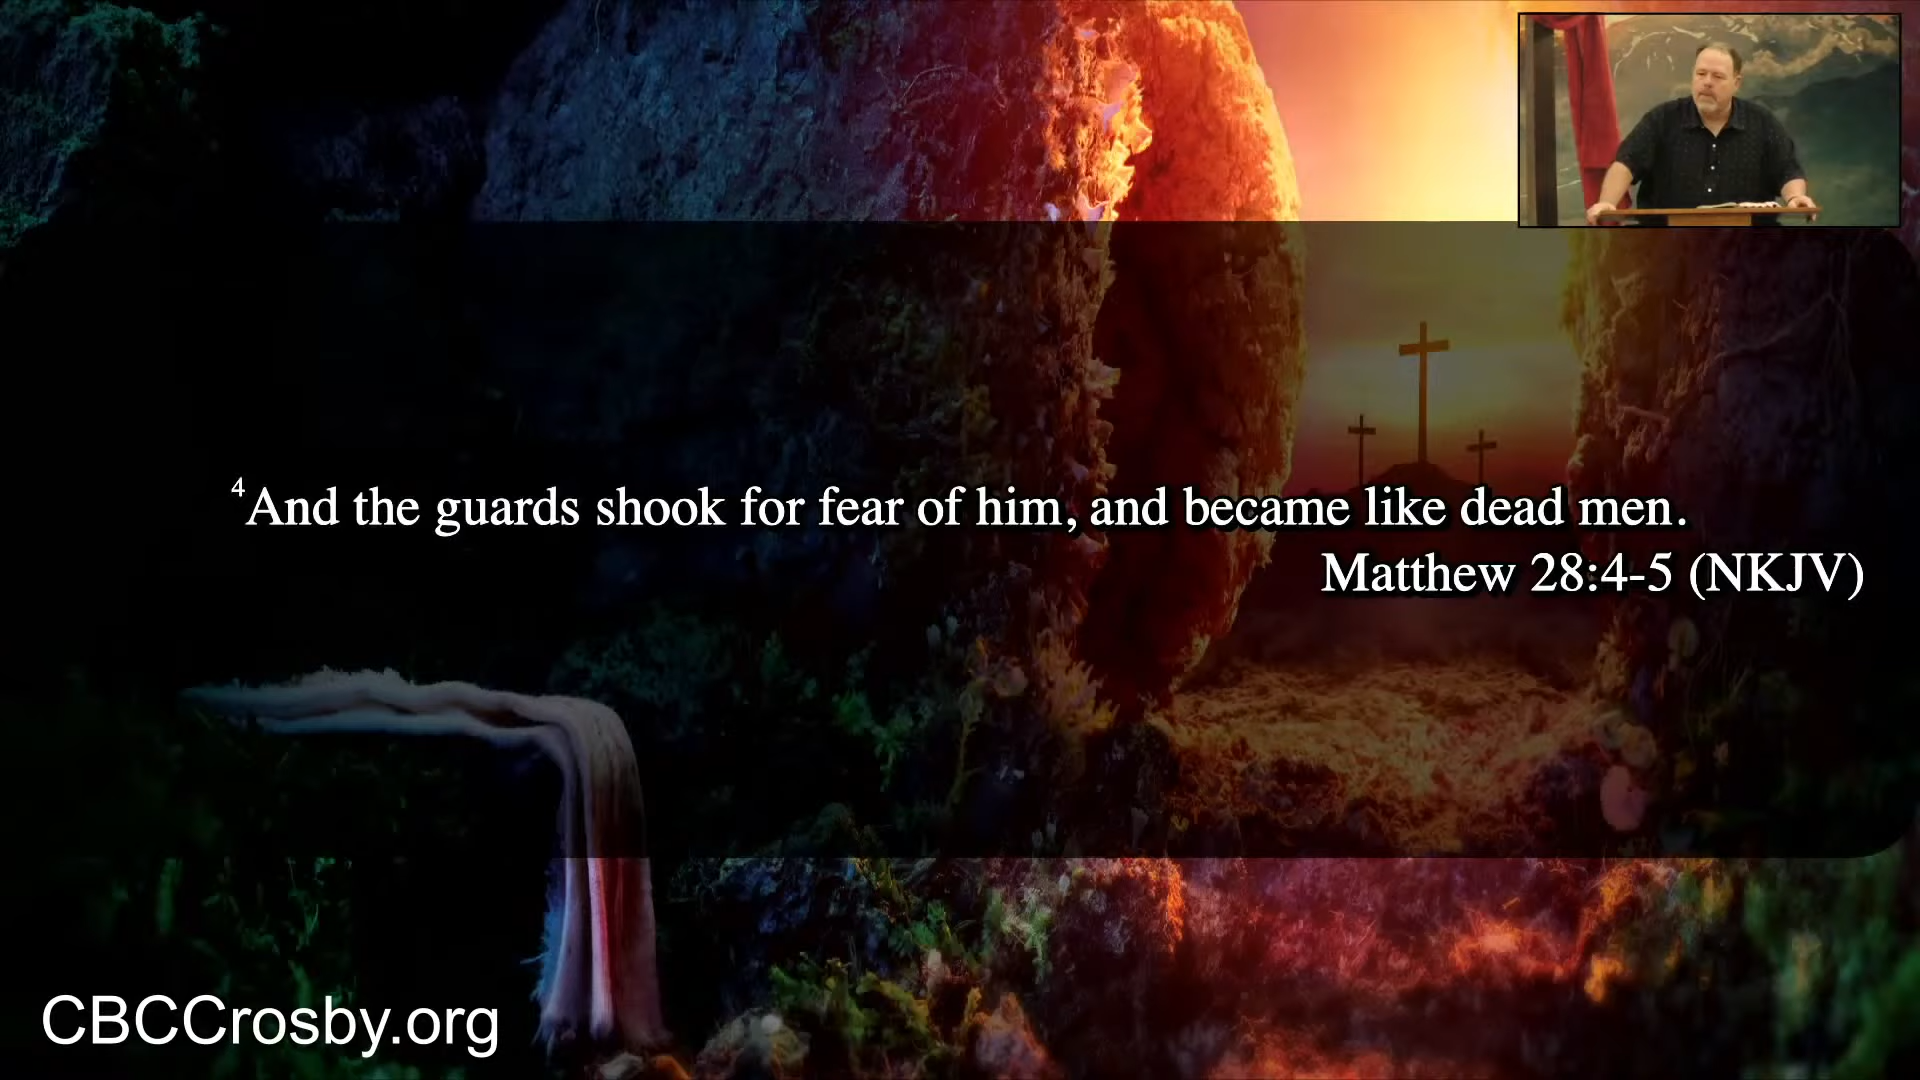 4And the guards shook for fear of him, and became like dead men.
Matthew 28:4-5 (NKJV)
CBCCrosby.org